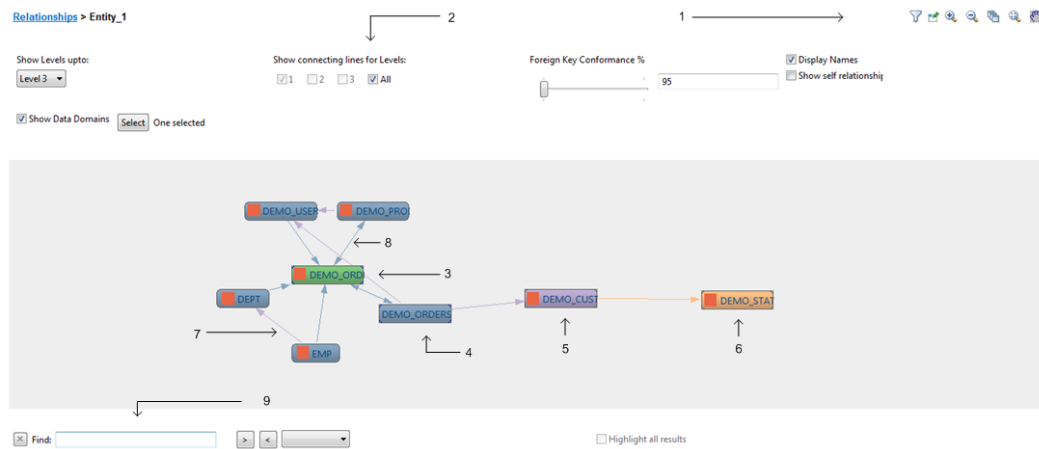 Relationships > Entity_1
2
1
Show Levels upto:
Show connecting lines for Levels:
Foreign Key Conformance %
Display Names
Level 3
1 2 3 All
95
Show self relationship
Show Data Domains Select One selected
DEMO_USER
DEMO_PROD
8
DEMO_ORD
3
DEPT
DEMO_CUST
DEMO_STAT
DEMO_ORDERS
7
EMP
4
5
6
9
Find:
> <
Highlight all results